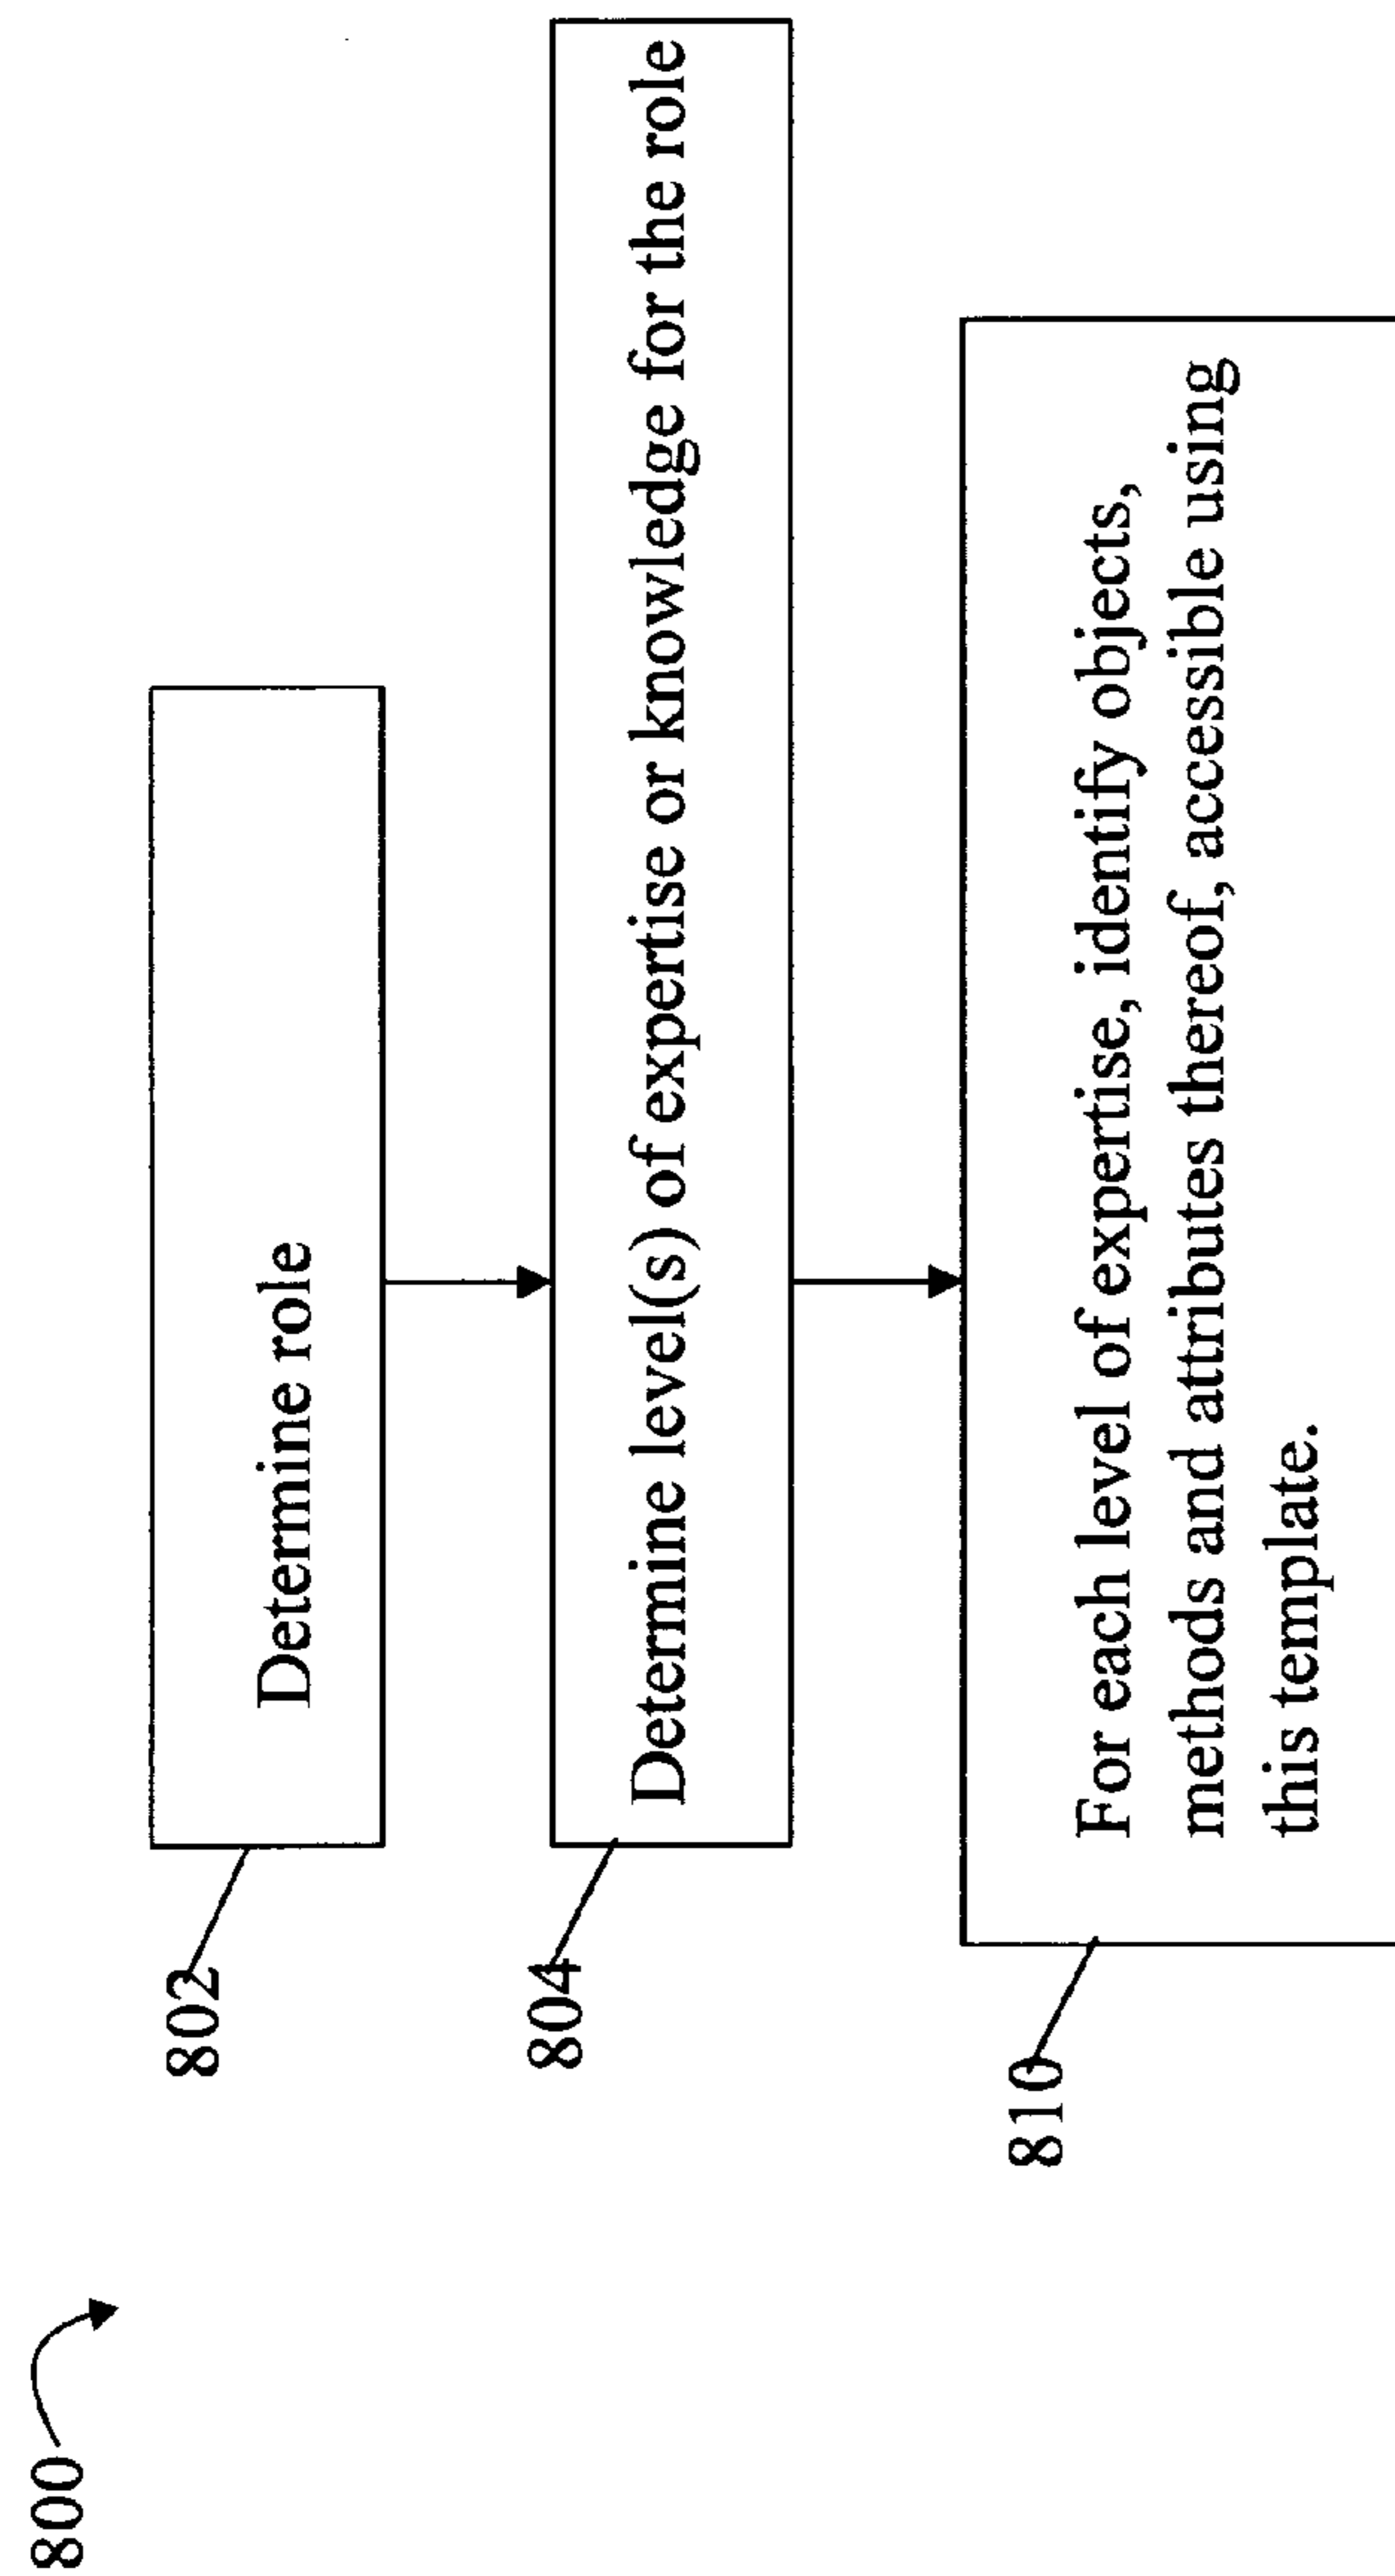 800
802
Determine role
804
Determine level(s) of expertise or knowledge for the role
810
For each level of expertise, identify objects,
methods and attributes thereof, accessible using
this template.